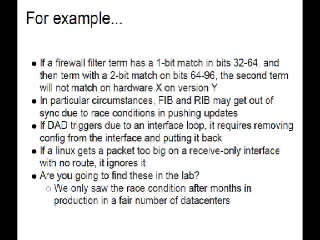 For example...
● If a firewall filter term has a 1-bit match in bits 32-64, and
then term with a 2-bit match on bits 64-96, the second term
will not match on hardware X on version Y
● In particular circumstances, FIB and RIB may get out of
sync due to race conditions in pushing updates
● If DAD triggers due to an interface loop, it requires removing
config from the interface and putting it back
● If a linux gets a packet too big on a receive-only interface
with no route, it ignores it
● Are you going to find these in the lab?
○ We only saw the race condition after months in
production in a fair number of datacenters